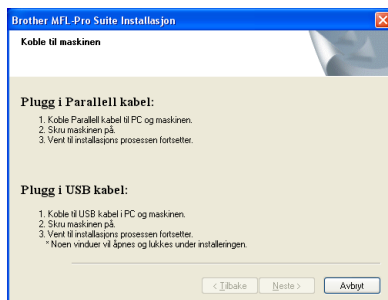 Brother MFL-Pro Suite Installasjon
Koble til maskinen
Plugg i Parallell kabel:
1. Koble Parallell kabel til PC og maskinen.
2. Skru maskinen på.
3. Vent til installasjons prosessen fortsetter.
Plugg i USB kabel:
1. Koble til USB kabel i PC og maskinen.
2. Skru maskinen på.
3. Vent til installasjons prosessen fortsetter.
* Noen vinduer vil åpnes og lukkes under installeringen.
< Tilbake Neste > Avbryt